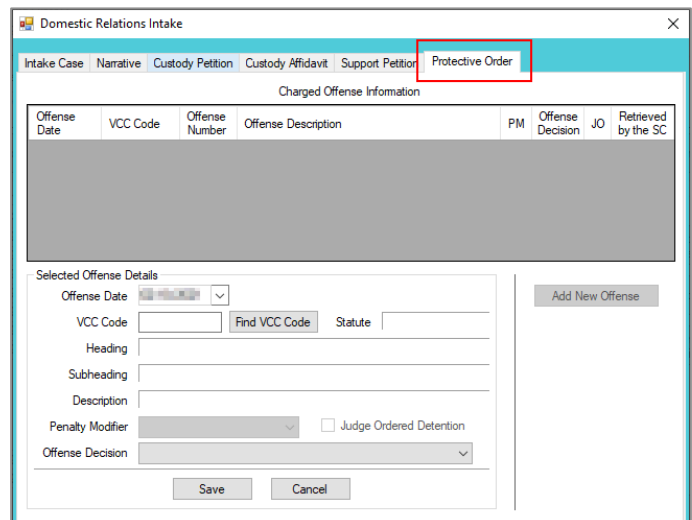 Domestic Relations Intake
Intake Case Narrative Custody Petition Custody Affidavit Support Petition Protective Order
Charged Offense Information
Offense Date VCC Code Offense Number Offense Description PM Offense Decision JO Retrieved by the SC
Selected Offense Details
Offense Date
Add New Offense
VCC Code Find VCC Code Statute
Heading
Subheading
Description
Penalty Modifier Judge Ordered Detention
Offense Decision
Save Cancel